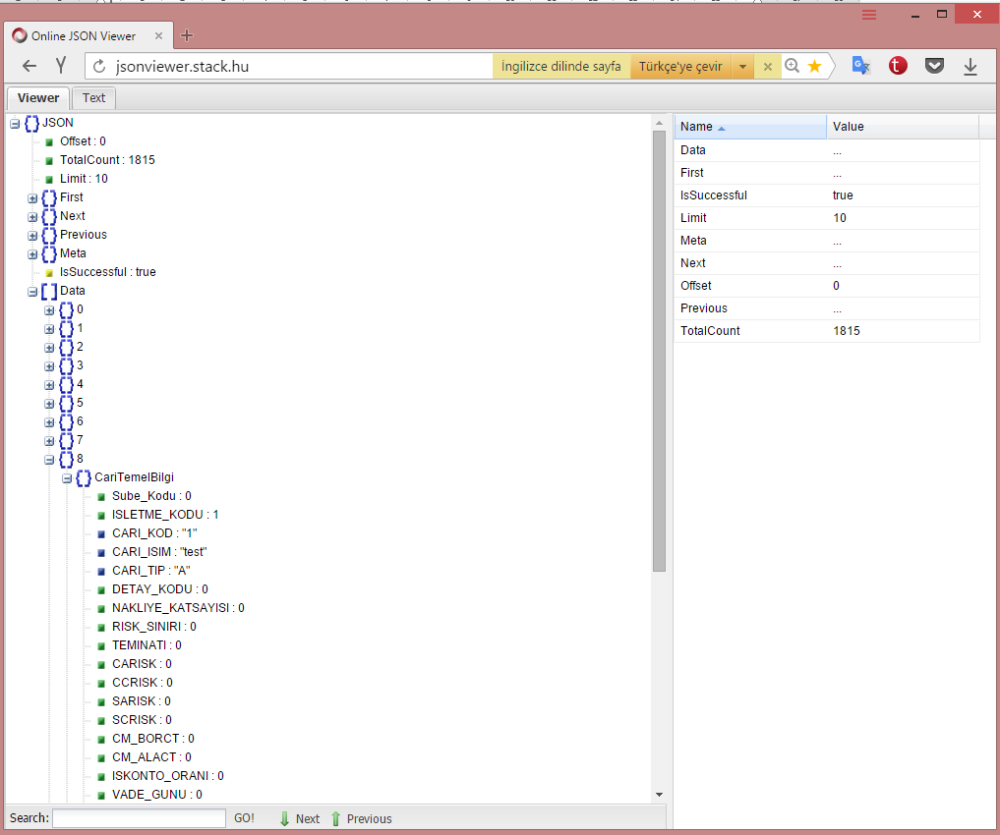 Online JSON Viewer
jsonviewer.stack.hu
İngilizce dilinde sayfa
Türkçe'ye çevir
Viewer
Text
JSON
Offset : 0
TotalCount : 1815
Limit : 10
First
Next
Previous
Meta
IsSuccessful : true
Data
0
1
2
3
4
5
6
7
8
CariTemelBilgi
Sube_Kodu : 0
ISLETME_KODU : 1
CARI_KOD : "1"
CARI_ISIM : "test"
CARI_TIP : "A"
DETAY_KODU : 0
NAKLIYE_KATSAYISI : 0
RISK_SINIRI : 0
TEMINATI : 0
CARISK : 0
CCRISK : 0
SARISK : 0
SCRISK : 0
CM_BORCT : 0
CM_ALACT : 0
ISKONTO_ORANI : 0
VADE_GUNU : 0
Search:
GO!
Next
Previous
Name Value
Data ...
First ...
IsSuccessful true
Limit 10
Meta ...
Next ...
Offset 0
Previous ...
TotalCount 1815